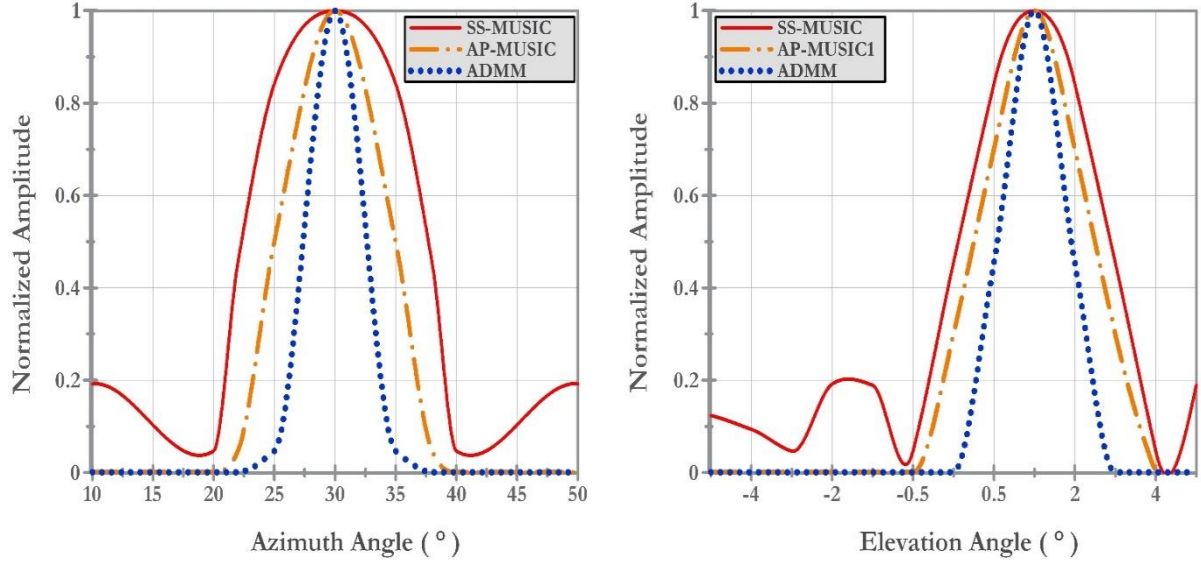 SS-MUSIC
AP-MUSIC
ADMM
1
0.8
0.6
0.4
0.2
0
10
15
20
25
30
35
40
45
50
Normalized Amplitude
Azimuth Angle ( ° )
SS-MUSIC
AP-MUSIC1
ADMM
1
0.8
0.6
0.4
0.2
0
-4
-2
-0.5
0.5
2
4
Normalized Amplitude
Elevation Angle ( ° )